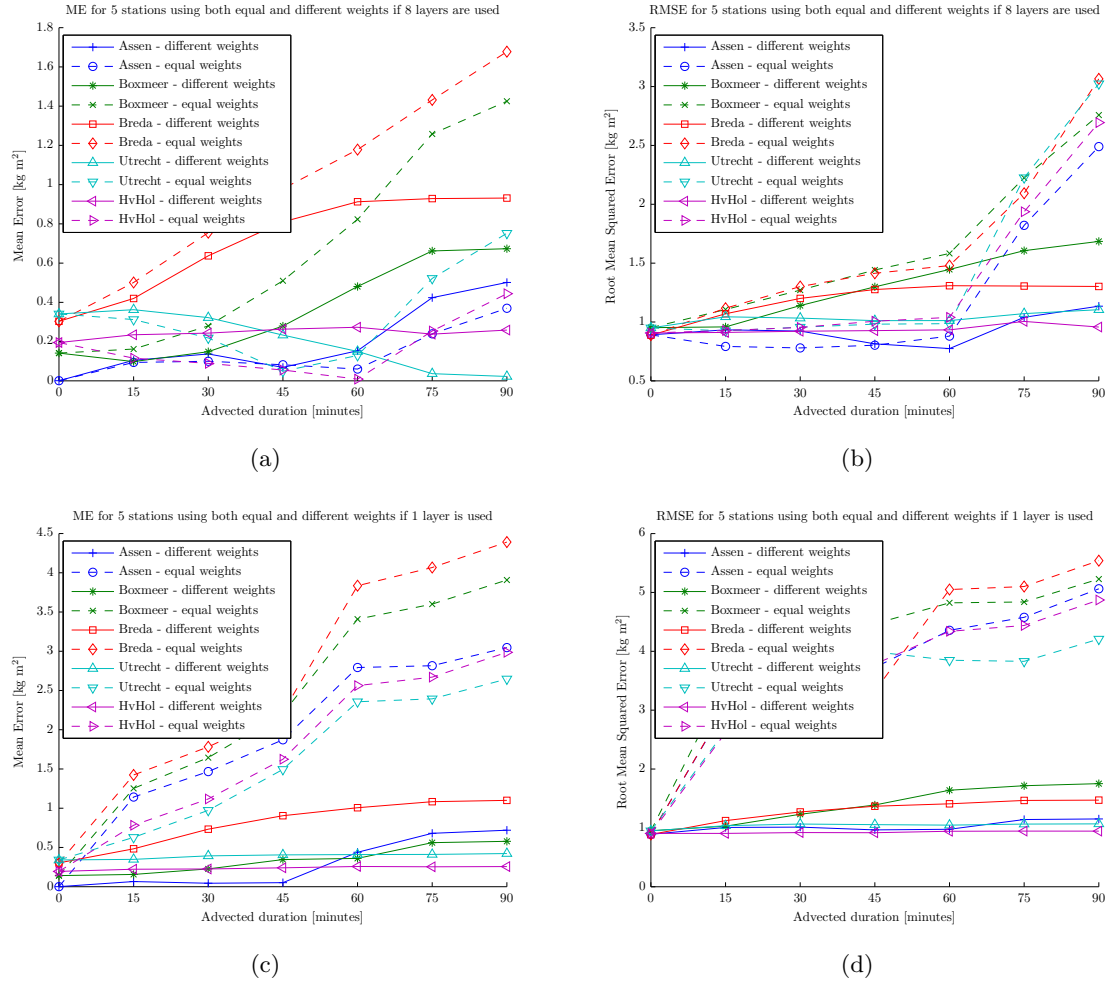 ME for 5 stations using both equal and different weights if 8 layers are used
Mean Error [kg m²]
1.8
1.6
1.4
1.2
1
0.8
0.6
0.4
0.2
0
Assen - different weights
Assen - equal weights
Boxmeer - different weights
Boxmeer - equal weights
Breda - different weights
Breda - equal weights
Utrecht - different weights
Utrecht - equal weights
HvHol - different weights
HvHol - equal weights
0 15 30 45 60 75 90
Advected duration [minutes]
(a)
RMSE for 5 stations using both equal and different weights if 8 layers are used
Root Mean Squared Error [kg m²]
3.5
3
2.5
2
1.5
1
0.5
Assen - different weights
Assen - equal weights
Boxmeer - different weights
Boxmeer - equal weights
Breda - different weights
Breda - equal weights
Utrecht - different weights
Utrecht - equal weights
HvHol - different weights
HvHol - equal weights
0 15 30 45 60 75 90
Advected duration [minutes]
(b)
ME for 5 stations using both equal and different weights if 1 layer is used
Mean Error [kg m²]
4.5
4
3.5
3
2.5
2
1.5
1
0.5
0
Assen - different weights
Assen - equal weights
Boxmeer - different weights
Boxmeer - equal weights
Breda - different weights
Breda - equal weights
Utrecht - different weights
Utrecht - equal weights
HvHol - different weights
HvHol - equal weights
0 15 30 45 60 75 90
Advected duration [minutes]
(c)
RMSE for 5 stations using both equal and different weights if 1 layer is used
Root Mean Squared Error [kg m²]
6
5
4
3
2
1
0
Assen - different weights
Assen - equal weights
Boxmeer - different weights
Boxmeer - equal weights
Breda - different weights
Breda - equal weights
Utrecht - different weights
Utrecht - equal weights
HvHol - different weights
HvHol - equal weights
0 15 30 45 60 75 90
Advected duration [minutes]
(d)